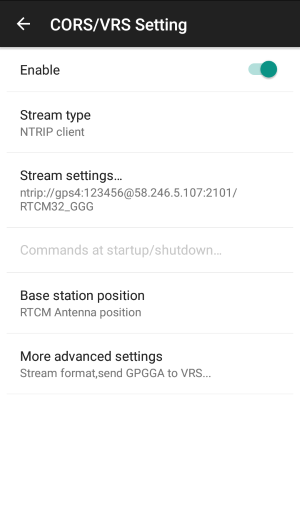 CORS/VRS Setting
Enable
Stream type
NTRIP client
Stream settings...
ntrip://gps4:123456@58.246.5.107:2101/
RTCM32_GGG
Commands at startup/shutdown...
Base station position
RTCM Antenna position
More advanced settings
Stream format,send GPGGA to VRS...